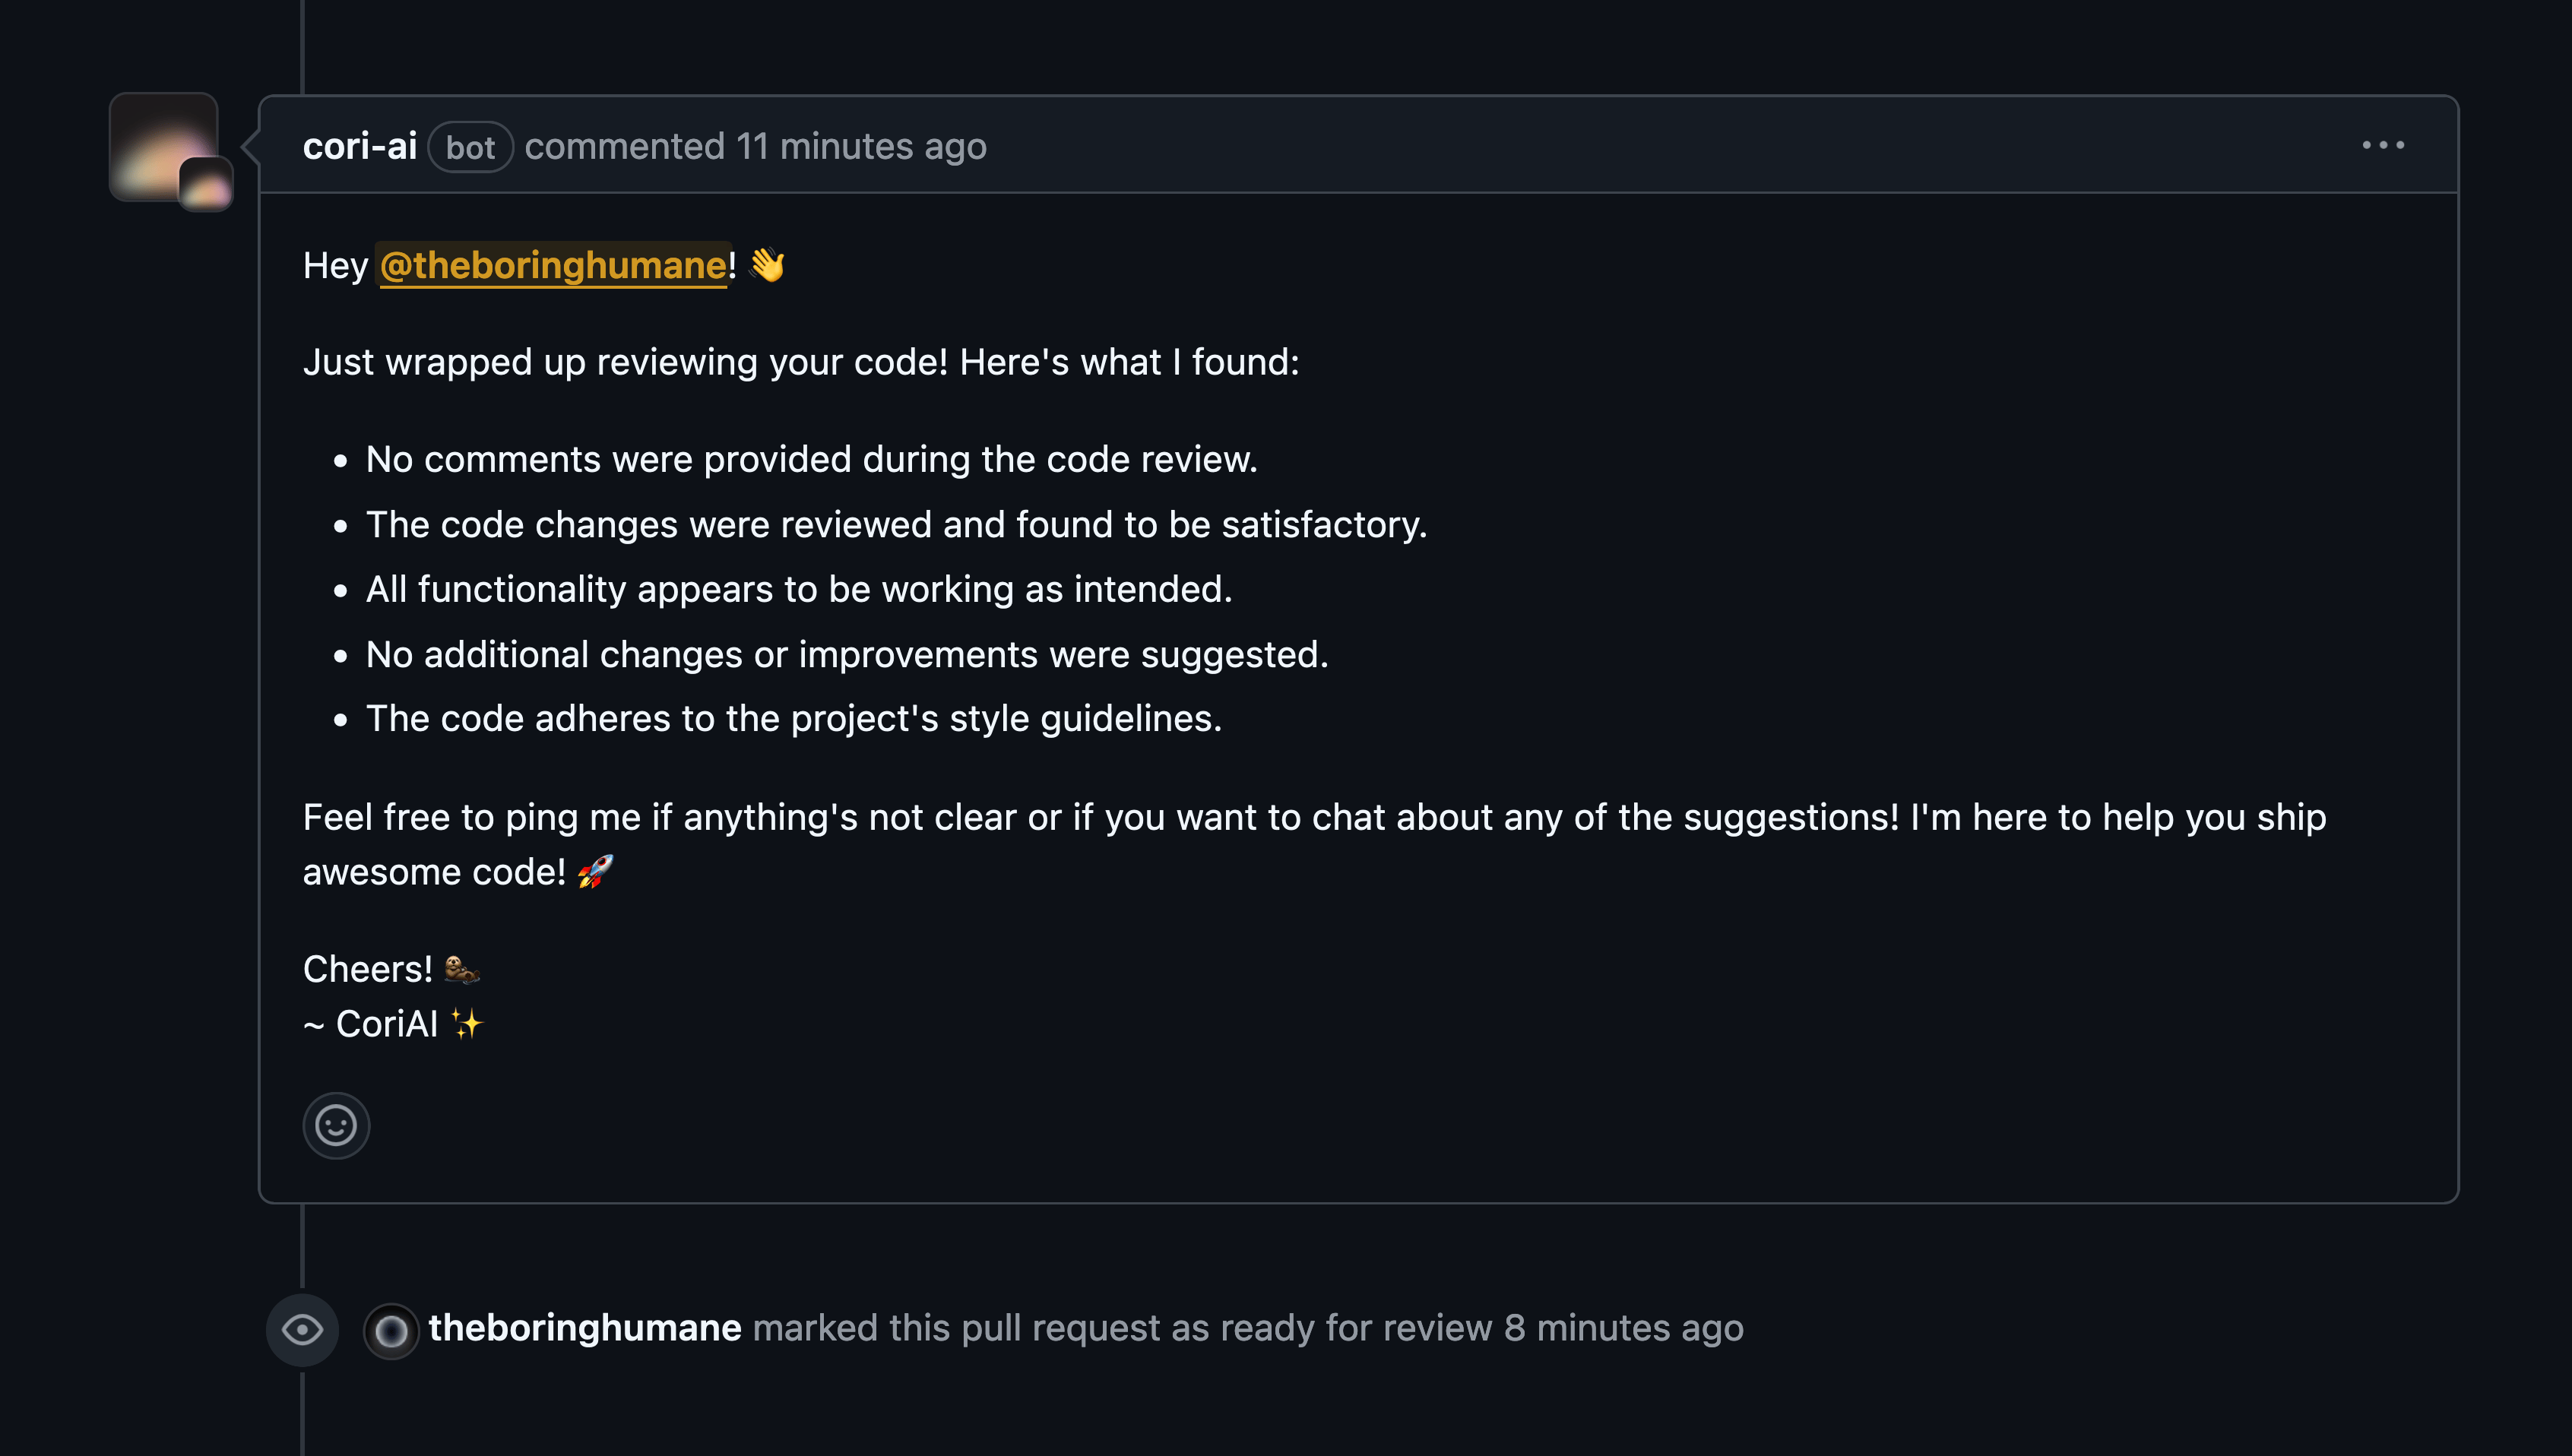 cori-ai bot commented 11 minutes ago
Hey @theboringhumane! 👋
Just wrapped up reviewing your code! Here's what I found:
• No comments were provided during the code review.
• The code changes were reviewed and found to be satisfactory.
• All functionality appears to be working as intended.
• No additional changes or improvements were suggested.
• The code adheres to the project's style guidelines.
Feel free to ping me if anything's not clear or if you want to chat about any of the suggestions! I'm here to help you ship
awesome code! 🚀
Cheers! 🦦
~ CoriAI ✨
theboringhumane marked this pull request as ready for review 8 minutes ago